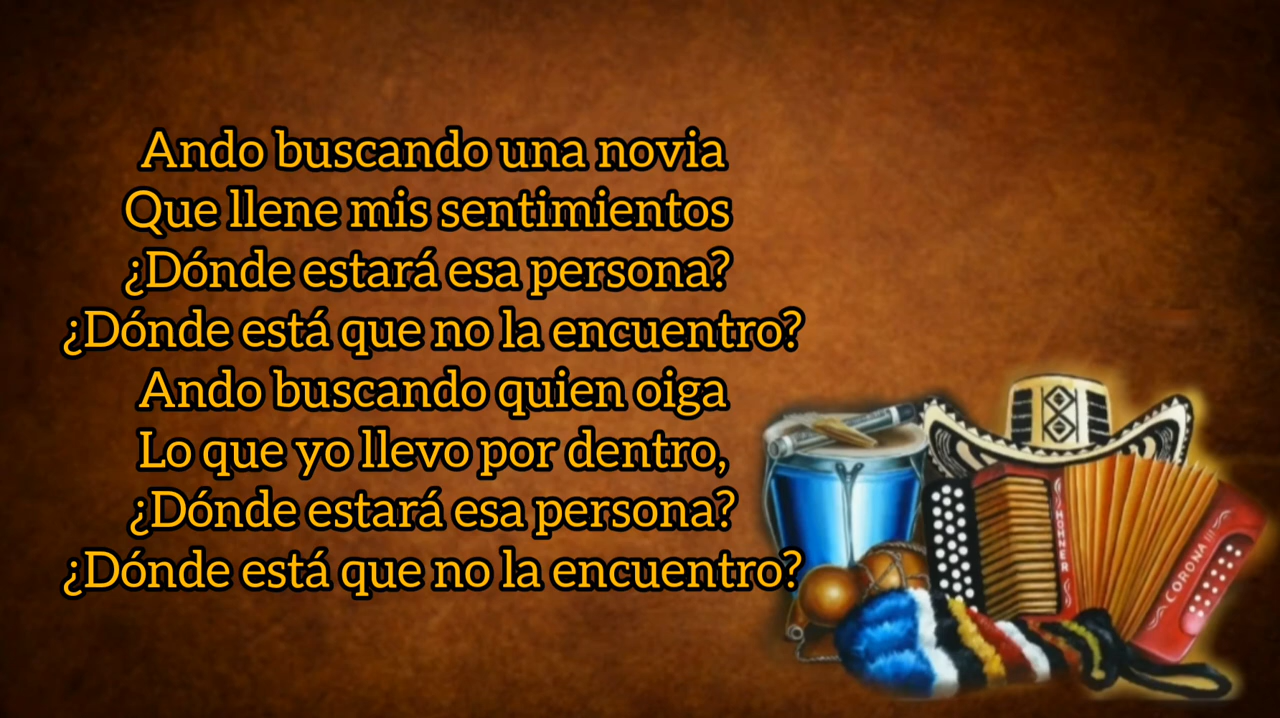 Ando buscando una novia
Que llene mis sentimientos
¿Dónde estará esa persona?
¿Dónde está que no la encuentro?
Ando buscando quien oiga
Lo que yo llevo por dentro,
¿Dónde estará esa persona?
¿Dónde está que no la encuentro?
HOHNER
CORONA III